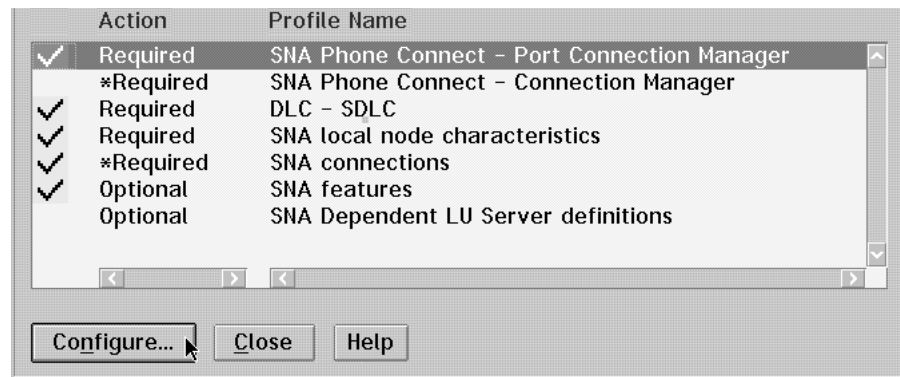 Action Profile Name
Required SNA Phone Connect - Port Connection Manager
*Required SNA Phone Connect - Connection Manager
Required DLC - SDLC
Required SNA local node characteristics
*Required SNA connections
Optional SNA features
Optional SNA Dependent LU Server definitions
Configure... Close Help